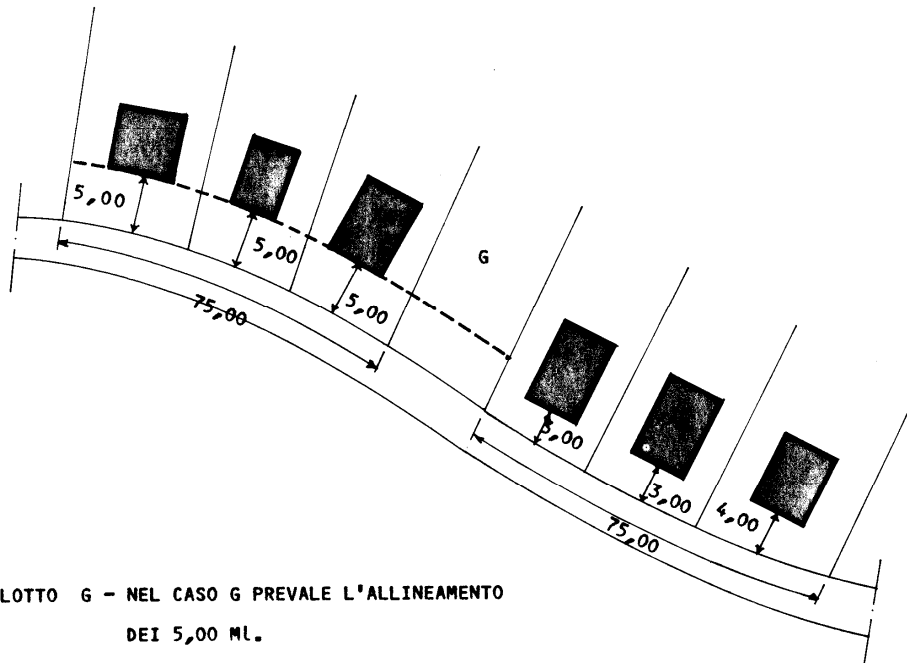 G
5,00
5,00
5,00
75,00
3,00
3,00
4,00
75,00
LOTTO G - NEL CASO G PREVALE L'ALLINEAMENTO
DEI 5,00 Ml.